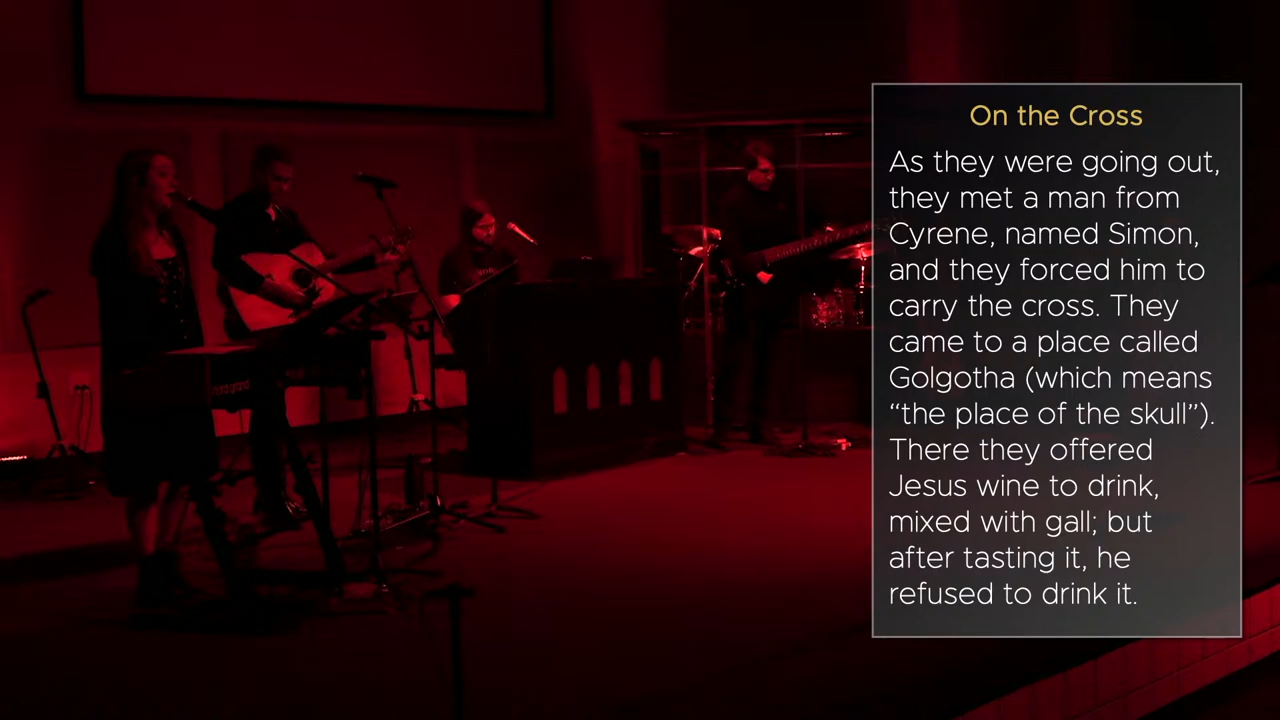 On the Cross
As they were going out,
they met a man from
Cyrene, named Simon,
and they forced him to
carry the cross. They
came to a place called
Golgotha (which means
“the place of the skull”).
There they offered
Jesus wine to drink,
mixed with gall; but
after tasting it, he
refused to drink it.